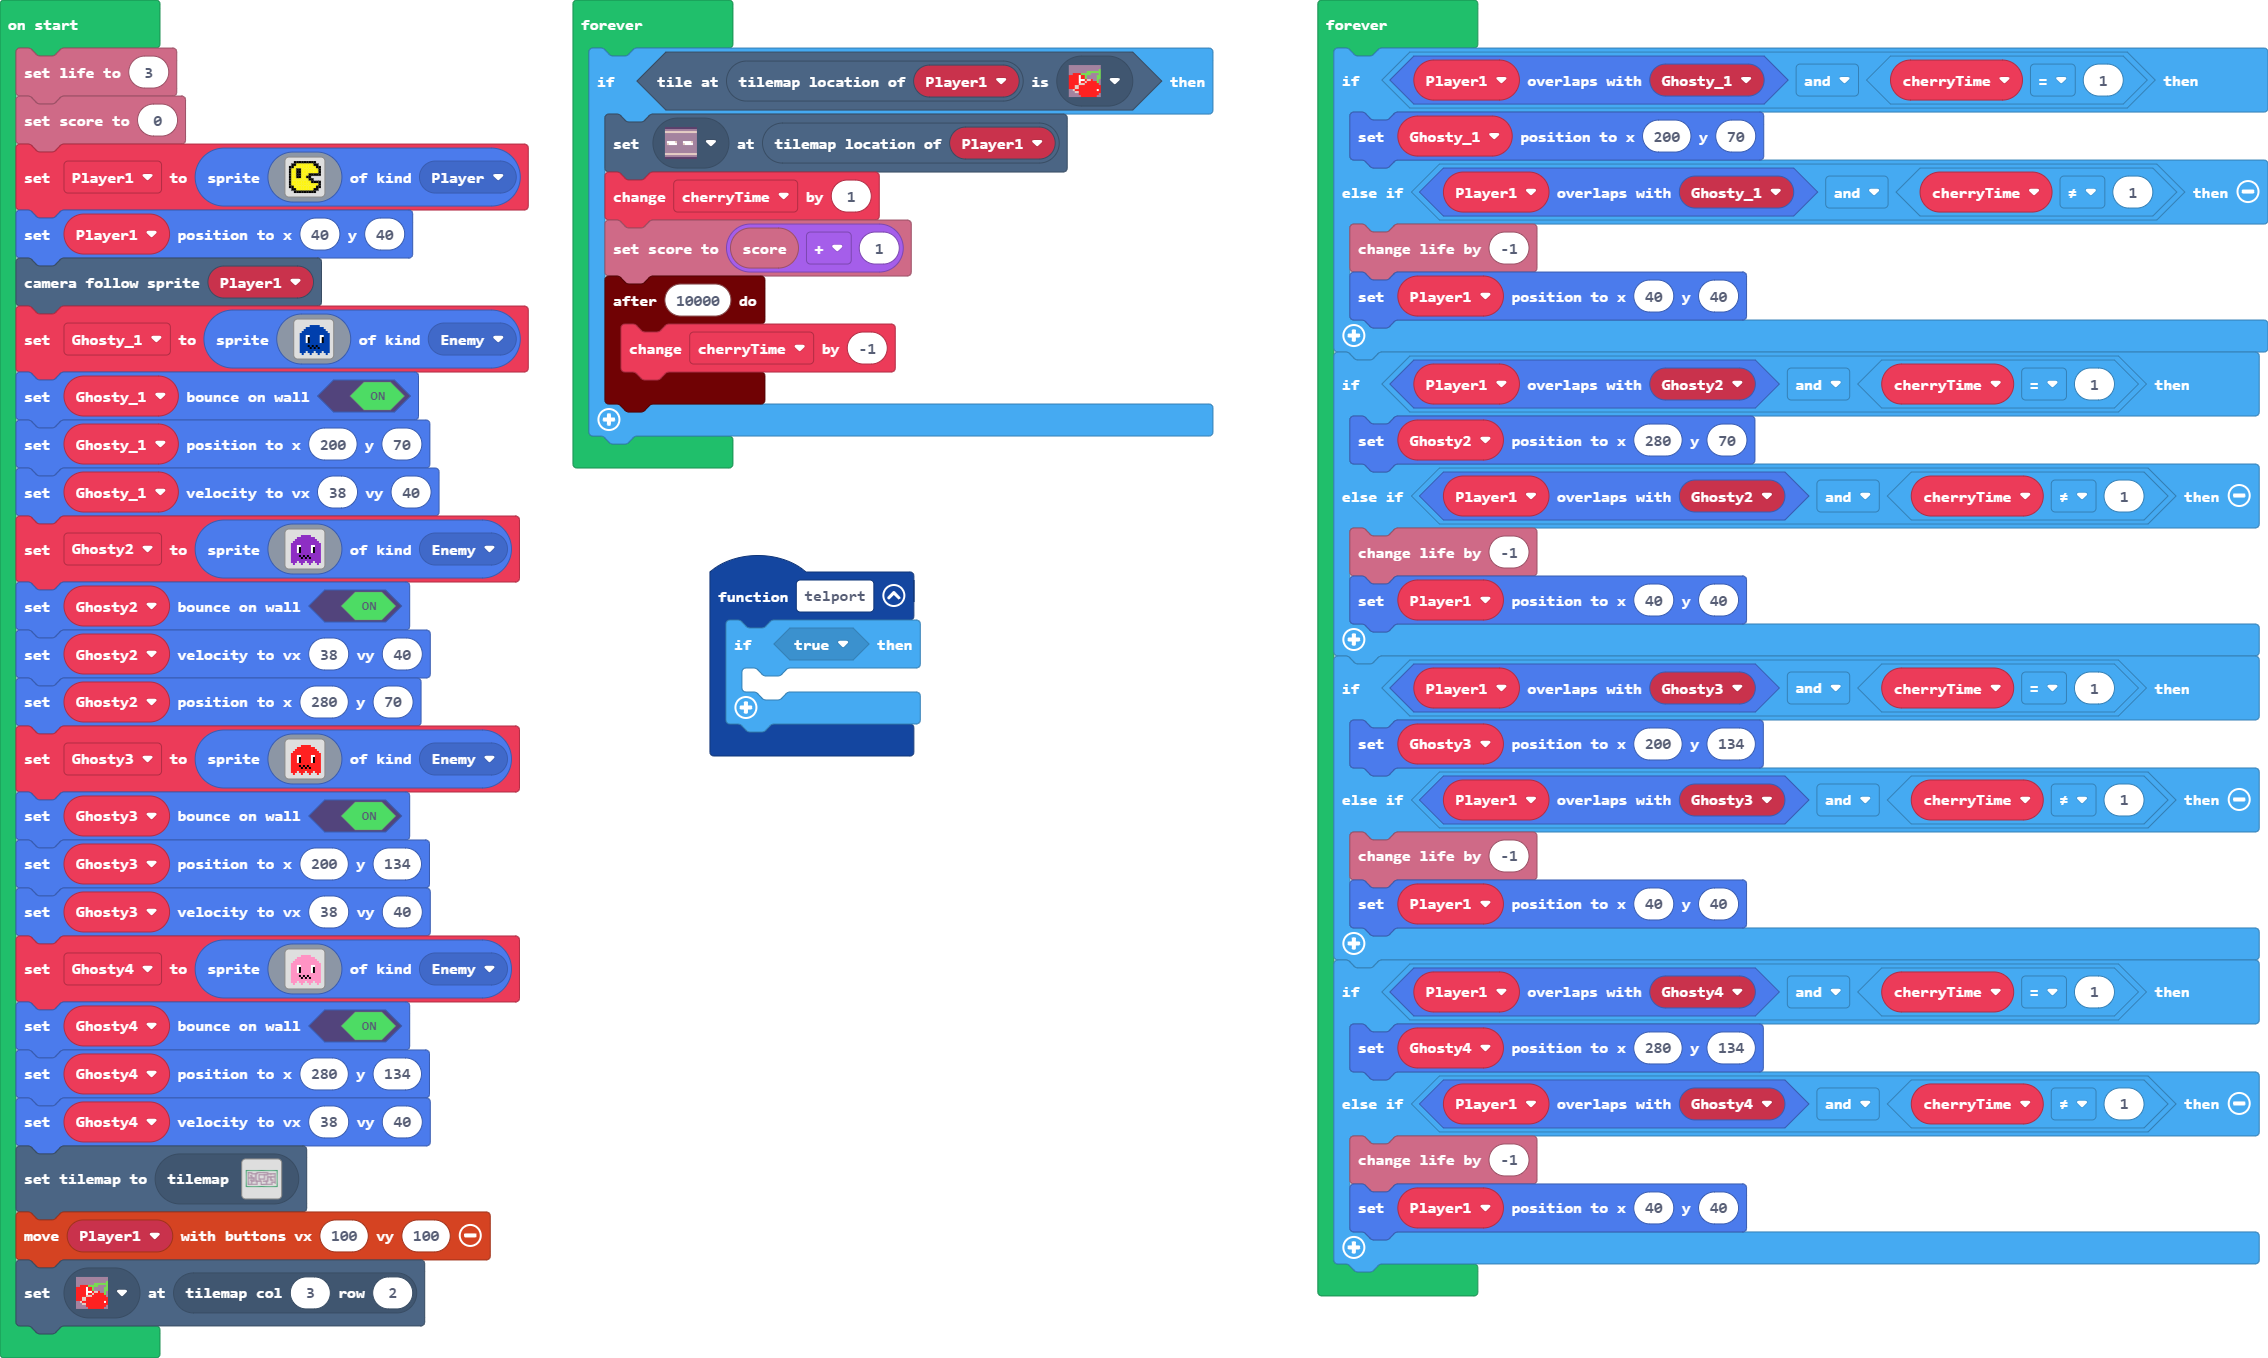 on start
set life to 3
set score to 0
set Player1 to sprite of kind Player
set Player1 position to x 40 y 40
camera follow sprite Player1
set Ghosty_1 to sprite of kind Enemy
set Ghosty_1 bounce on wall ON
set Ghosty_1 position to x 200 y 70
set Ghosty_1 velocity to vx 38 vy 40
set Ghosty2 to sprite of kind Enemy
set Ghosty2 bounce on wall ON
set Ghosty2 velocity to vx 38 vy 40
set Ghosty2 position to x 280 y 70
set Ghosty3 to sprite of kind Enemy
set Ghosty3 bounce on wall ON
set Ghosty3 position to x 200 y 134
set Ghosty3 velocity to vx 38 vy 40
set Ghosty4 to sprite of kind Enemy
set Ghosty4 bounce on wall ON
set Ghosty4 position to x 280 y 134
set Ghosty4 velocity to vx 38 vy 40
set tilemap to tilemap
move Player1 with buttons vx 100 vy 100
set at tilemap col 3 row 2
forever
if tile at tilemap location of Player1 is then
set at tilemap location of Player1
change cherryTime by 1
set score to score + 1
after 10000 do
change cherryTime by -1
function telport
if true then
forever
if Player1 overlaps with Ghosty_1 and cherryTime = 1 then
set Ghosty_1 position to x 200 y 70
else if Player1 overlaps with Ghosty_1 and cherryTime ≠ 1 then
change life by -1
set Player1 position to x 40 y 40
if Player1 overlaps with Ghosty2 and cherryTime = 1 then
set Ghosty2 position to x 280 y 70
else if Player1 overlaps with Ghosty2 and cherryTime ≠ 1 then
change life by -1
set Player1 position to x 40 y 40
if Player1 overlaps with Ghosty3 and cherryTime = 1 then
set Ghosty3 position to x 200 y 134
else if Player1 overlaps with Ghosty3 and cherryTime ≠ 1 then
change life by -1
set Player1 position to x 40 y 40
if Player1 overlaps with Ghosty4 and cherryTime = 1 then
set Ghosty4 position to x 280 y 134
else if Player1 overlaps with Ghosty4 and cherryTime ≠ 1 then
change life by -1
set Player1 position to x 40 y 40